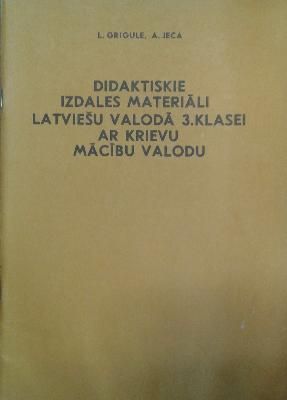 L. GRIGULE, A. JECA
DIDAKTISKIE
IZDALES MATERIĀLI
LATVIEŠU VALODĀ 3.KLASEI
AR KRIEVU
MĀCĪBU VALODU